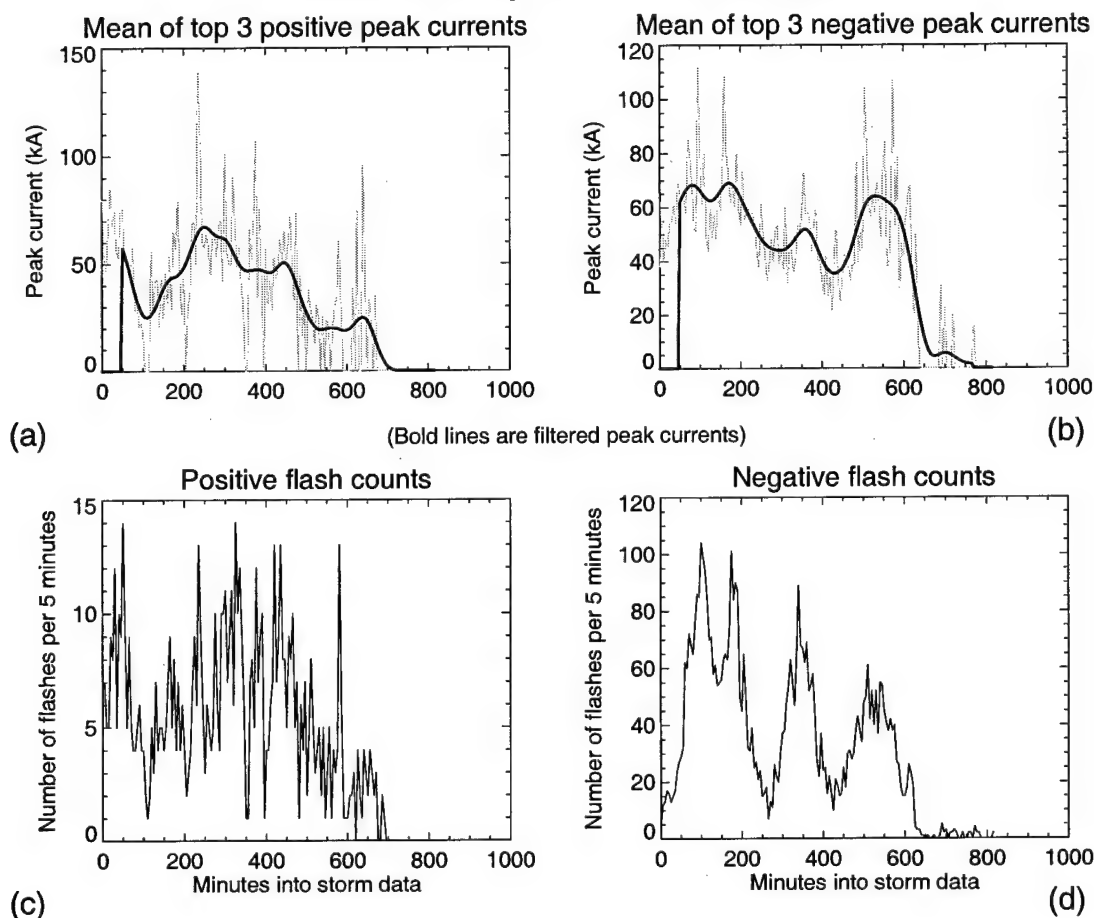 Mean of top 3 positive peak currents
Peak current (kA)
150
100
50
0
0 200 400 600 800 1000
(a)
Mean of top 3 negative peak currents
Peak current (kA)
120
100
80
60
40
20
0
0 200 400 600 800 1000
(b)
(Bold lines are filtered peak currents)
Positive flash counts
Number of flashes per 5 minutes
15
10
5
0
0 200 400 600 800 1000
Minutes into storm data
(c)
Negative flash counts
Number of flashes per 5 minutes
120
100
80
60
40
20
0
0 200 400 600 800 1000
Minutes into storm data
(d)